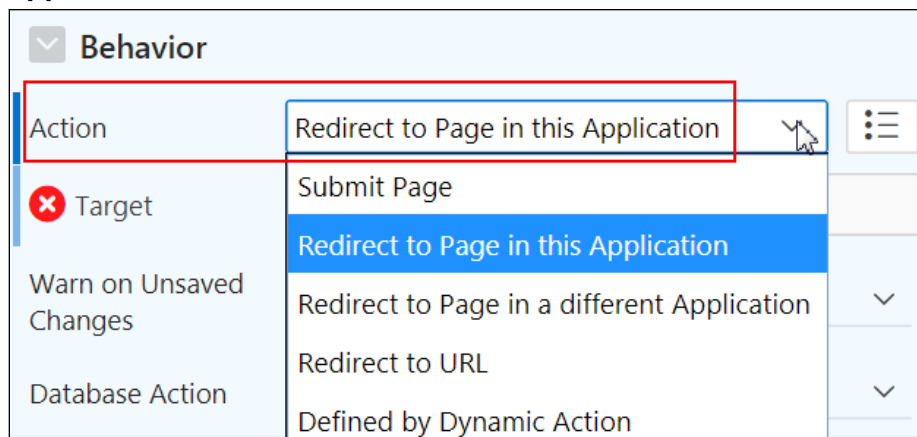 Behavior
Action Redirect to Page in this Application
Submit Page
Target
Redirect to Page in this Application
Warn on Unsaved
Changes
Redirect to Page in a different Application
Redirect to URL
Database Action
Defined by Dynamic Action